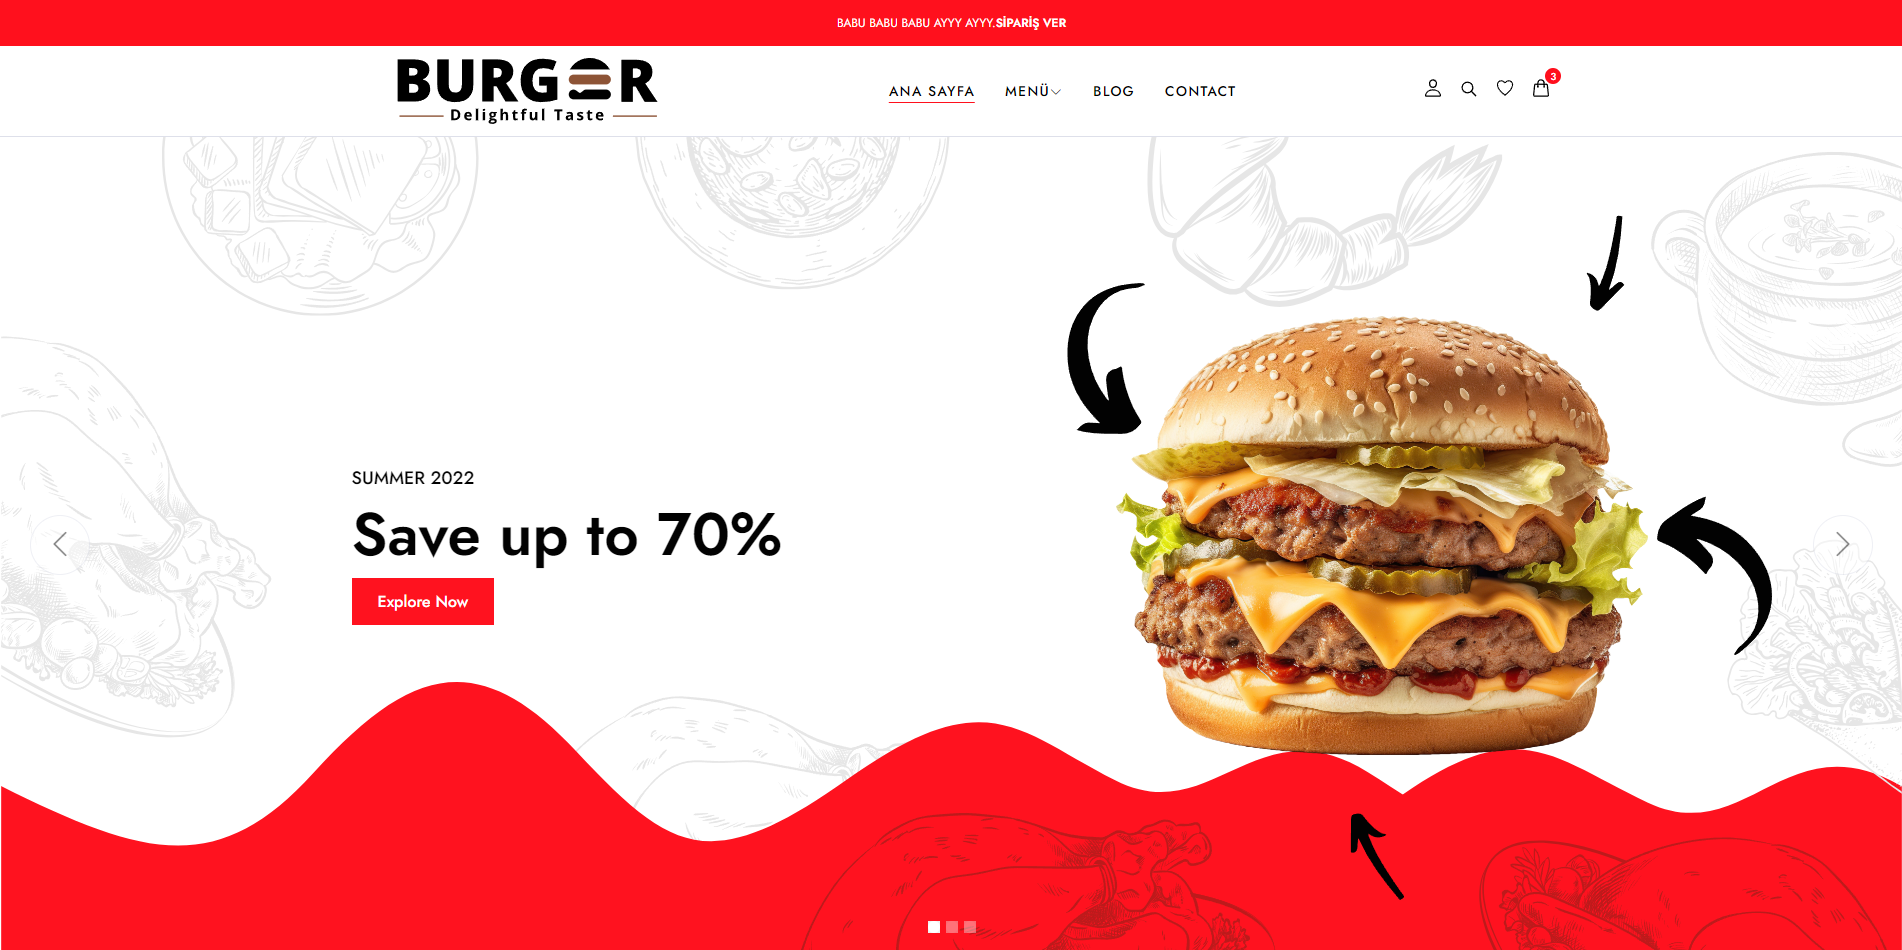 BABU BABU BABU AYYY AYYY.SİPARİŞ VER
BURGER
Delightful Taste
ANA SAYFA MENÜ BLOG CONTACT
3
SUMMER 2022
Save up to 70%
Explore Now